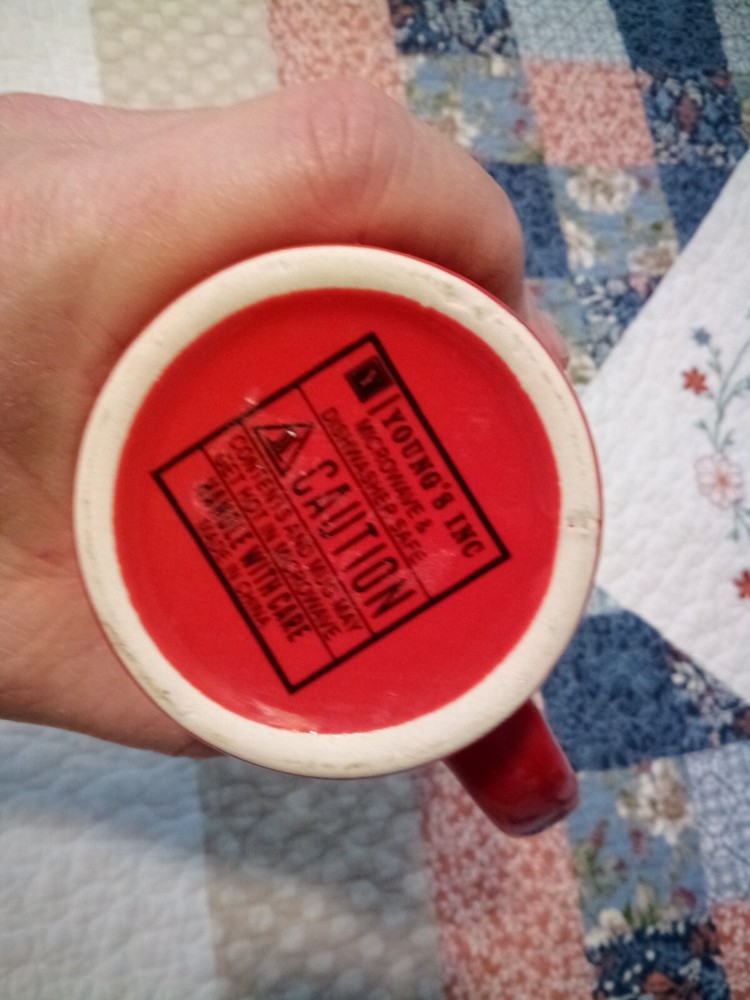 Y YOUNG'S INC
MICROWAVE &
DISHWASHER SAFE
CAUTION
CONTENTS AND MUG MAY
GET HOT IN MICROWAVE
HANDLE WITH CARE
MADE IN CHINA